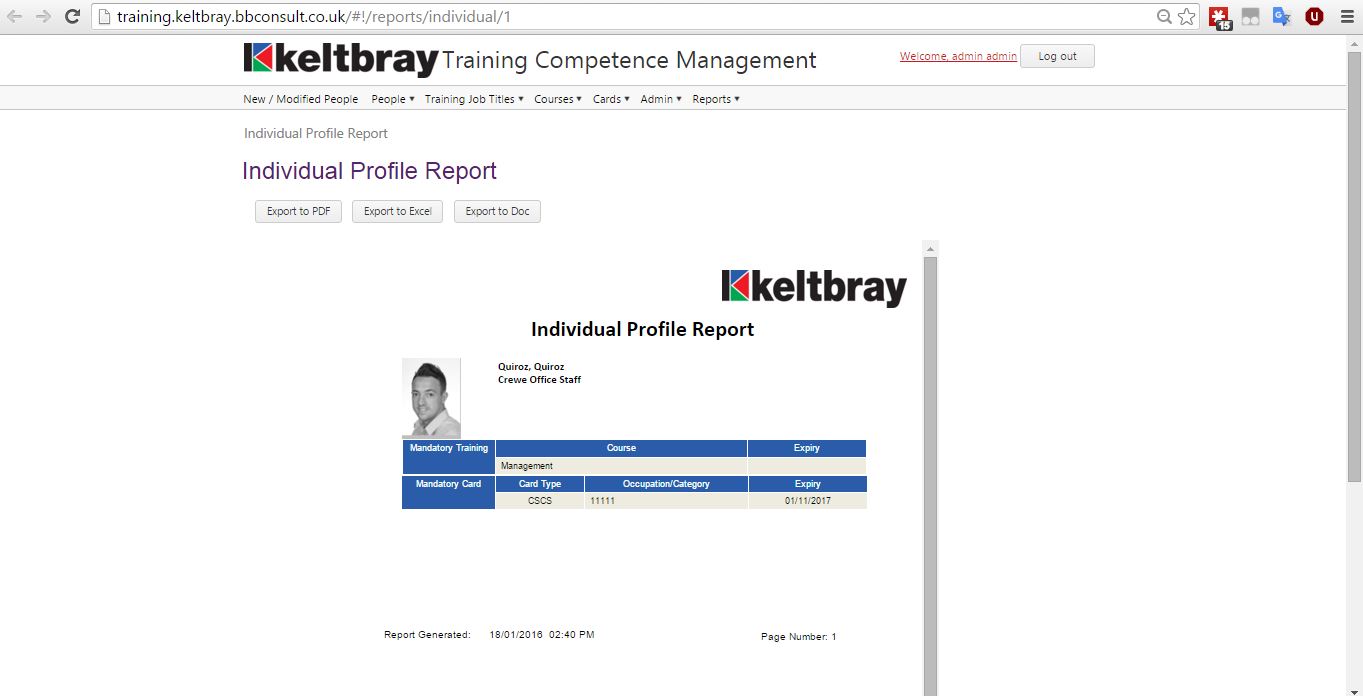 training.keltbray.bbconsult.co.uk/#!/reports/individual/1
15
keltbray Training Competence Management
Welcome, admin admin
Log out
New / Modified People People ▾ Training Job Titles ▾ Courses ▾ Cards ▾ Admin ▾ Reports ▾
Individual Profile Report
Individual Profile Report
Export to PDF Export to Excel Export to Doc
keltbray
Individual Profile Report
Quiroz, Quiroz
Crewe Office Staff
Mandatory Training Course Expiry
Management
Mandatory Card Card Type Occupation/Category Expiry
CSCS 11111 01/11/2017
Report Generated: 18/01/2016 02:40 PM
Page Number: 1